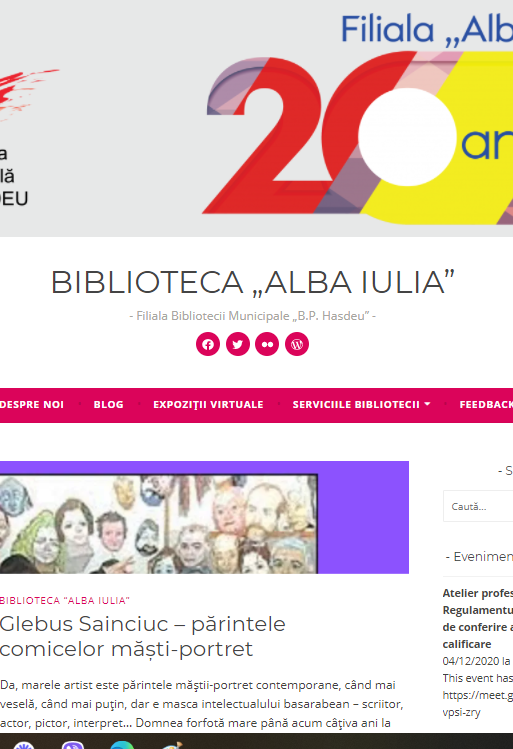 Filiala „Alb
20 an
a
lă
DEU
BIBLIOTECA „ALBA IULIA”
- Filiala Bibliotecii Municipale „B.P. Hasdeu” -
DESPRE NOI
BLOG
EXPOZIȚII VIRTUALE
SERVICIILE BIBLIOTECII
FEEDBACK
- S
Caută...
- Evenimen
BIBLIOTECA "ALBA IULIA"
Glebus Sainciuc – părintele
comicelor măști-portret
Da, marele artist este părintele măștii-portret contemporane, când mai
veselă, când mai puțin, dar e masca intelectualului basarabean – scriitor,
actor, pictor, interpret... Domnea forfotă mare până acum câțiva ani la
Atelier profes
Regulamentu
de conferire a
calificare
04/12/2020 la
This event has
https://meet.g
vpsi-zry